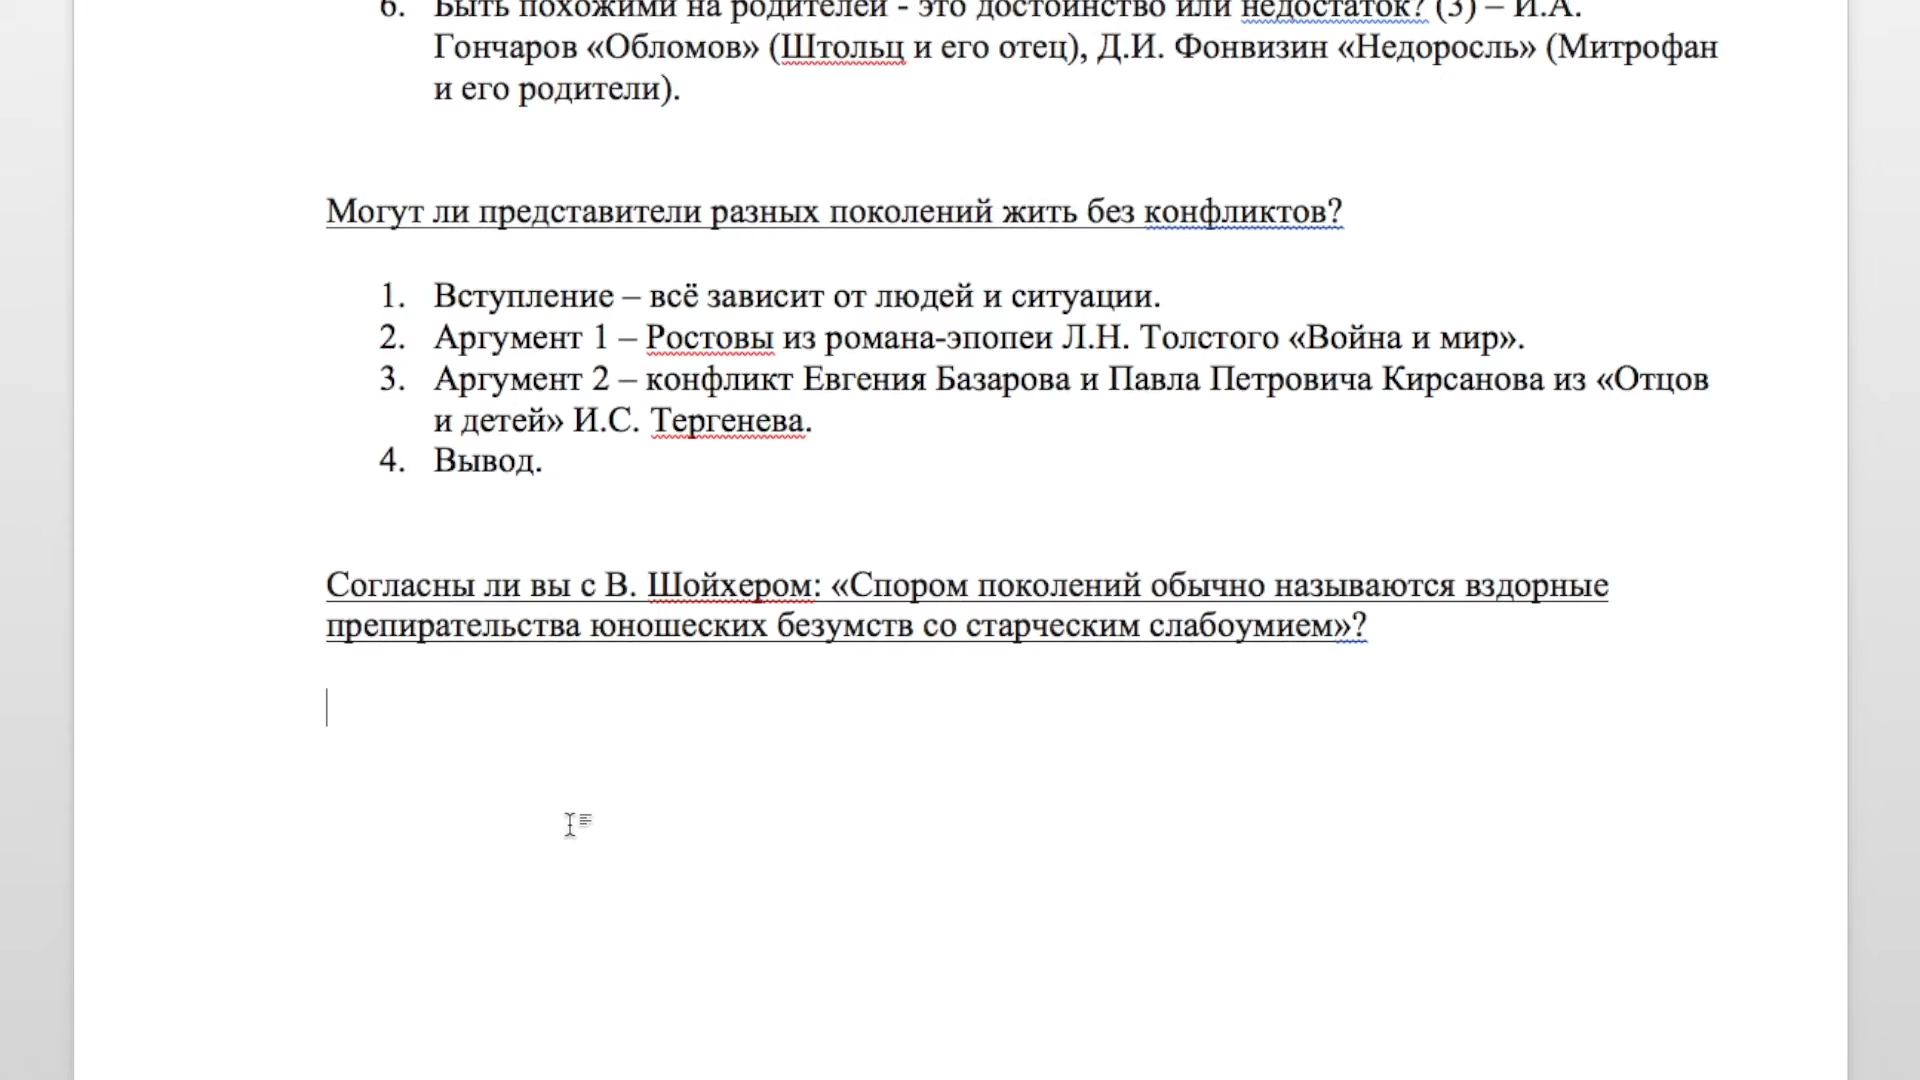 6. Быть похожими на родителей - это достоинство или недостаток? (3) – И.А.
Гончаров «Обломов» (Штольц и его отец), Д.И. Фонвизин «Недоросль» (Митрофан
и его родители).
Могут ли представители разных поколений жить без конфликтов?
1. Вступление – всё зависит от людей и ситуации.
2. Аргумент 1 – Ростовы из романа-эпопеи Л.Н. Толстого «Война и мир».
3. Аргумент 2 – конфликт Евгения Базарова и Павла Петровича Кирсанова из «Отцов
и детей» И.С. Тергенева.
4. Вывод.
Согласны ли вы с В. Шойхером: «Спором поколений обычно называются вздорные
препирательства юношеских безумств со старческим слабоумием»?